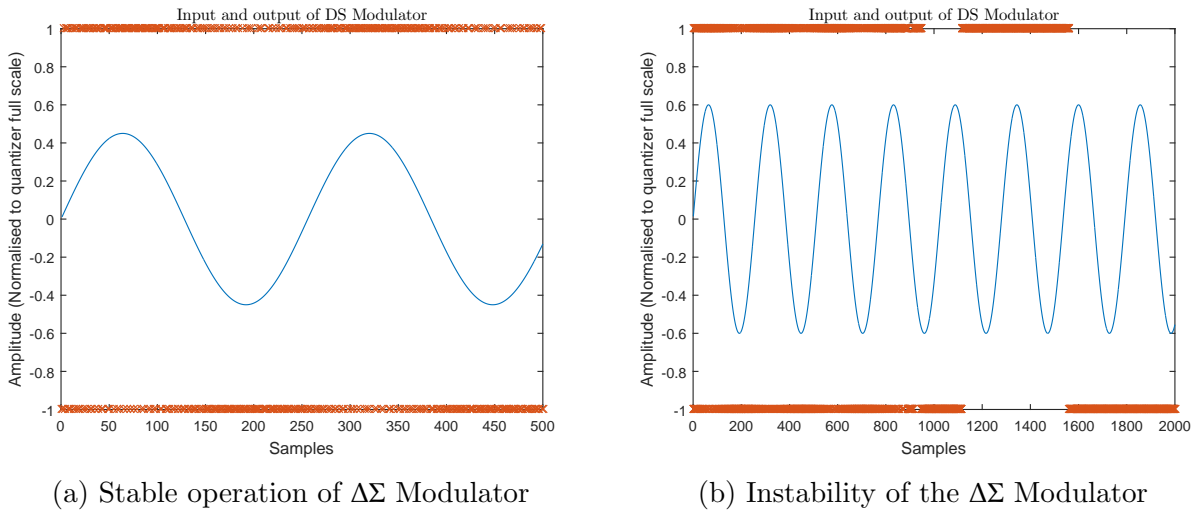 Input and output of DS Modulator
Amplitude (Normalised to quantizer full scale)
1
0.8
0.6
0.4
0.2
0
-0.2
-0.4
-0.6
-0.8
-1
0 50 100 150 200 250 300 350 400 450 500
Samples
(a) Stable operation of ΔΣ Modulator
Input and output of DS Modulator
Amplitude (Normalised to quantizer full scale)
1
0.8
0.6
0.4
0.2
0
-0.2
-0.4
-0.6
-0.8
-1
0 200 400 600 800 1000 1200 1400 1600 1800 2000
Samples
(b) Instability of the ΔΣ Modulator